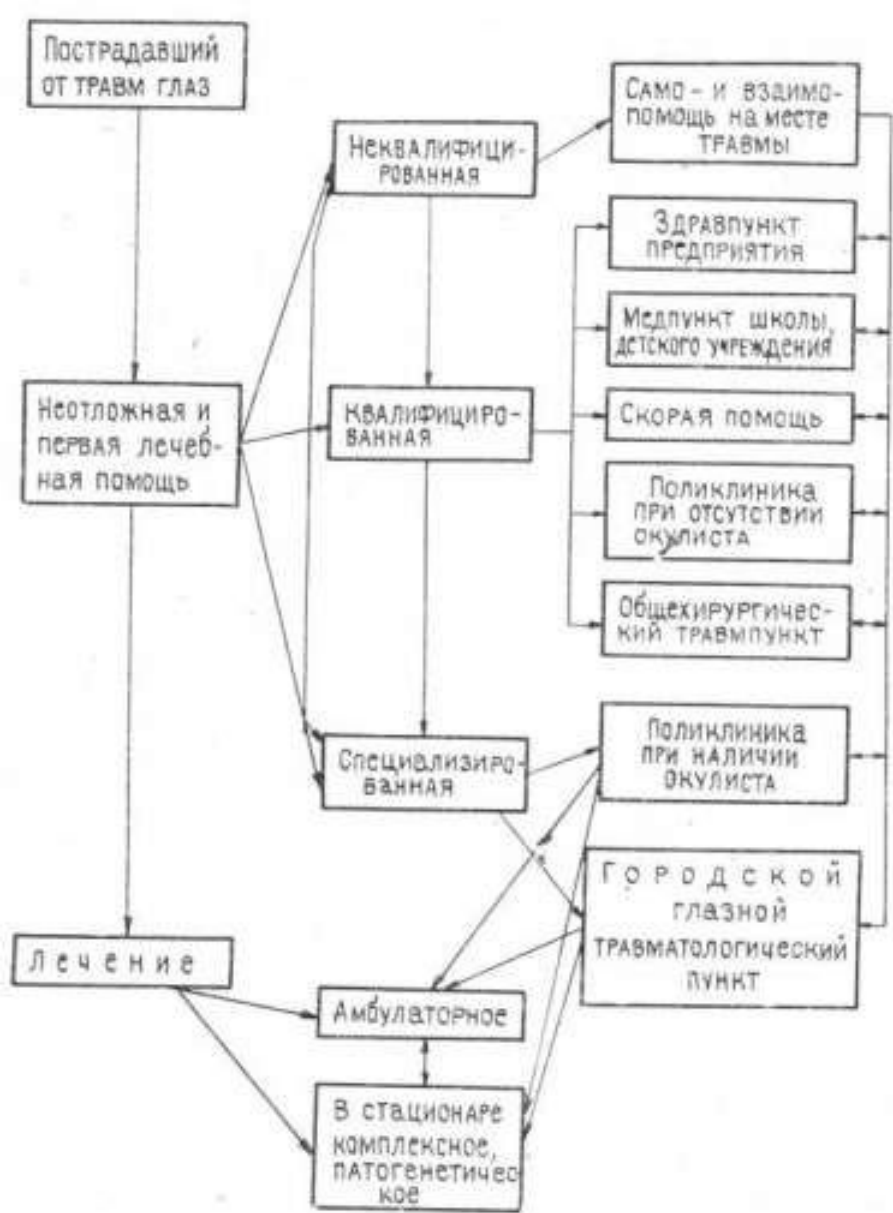 Пострадавший
от травм глаз
Неотложная и
первая лечеб-
ная помощь
Лечение
Неквалифици-
рованная
Квалифициро-
ванная
Специализиро-
ванная
Амбулаторное
В стационаре
комплексное,
патогенетичес-
кое
Само- и взаимо-
помощь на месте
травмы
Здравпункт
предприятия
Медпункт школы,
детского учреждения
Скорая помощь
Поликлиника
при отсутствии
окулиста
Общехирургичес-
кий травмпункт
Поликлиника
при наличии
окулиста
Городской
глазной
травматологический
пункт